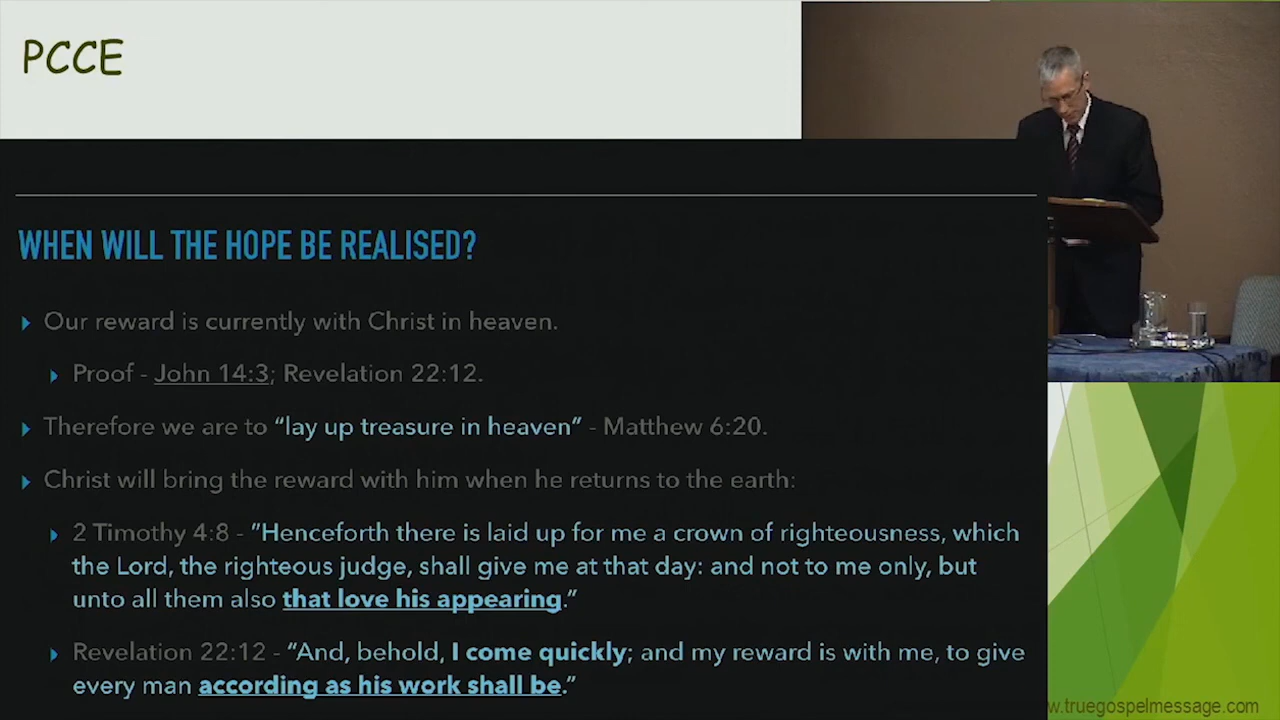 PCCE
WHEN WILL THE HOPE BE REALISED?
Our reward is currently with Christ in heaven.
Proof - John 14:3; Revelation 22:12.
Therefore we are to “lay up treasure in heaven” - Matthew 6:20.
Christ will bring the reward with him when he returns to the earth:
2 Timothy 4:8 - ”Henceforth there is laid up for me a crown of righteousness, which
the Lord, the righteous judge, shall give me at that day: and not to me only, but
unto all them also that love his appearing.”
Revelation 22:12 - “And, behold, I come quickly; and my reward is with me, to give
every man according as his work shall be.”
w.truegospelmessage.com